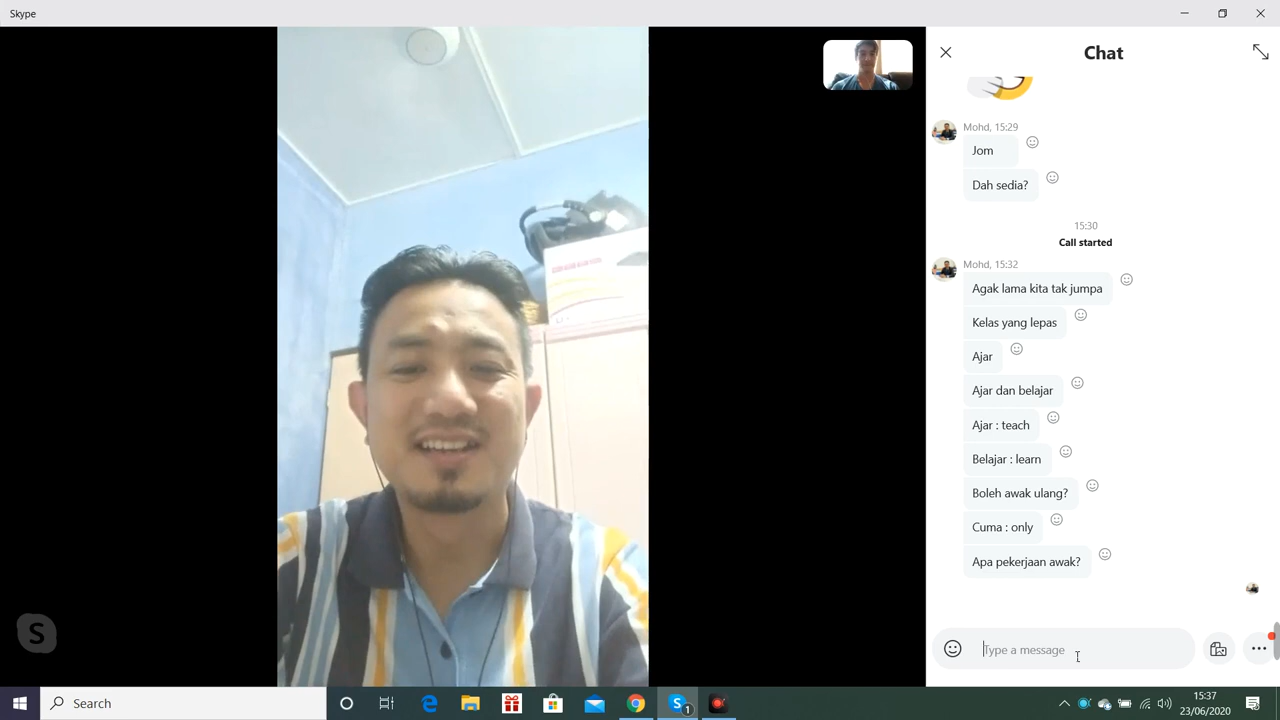 Skype
Chat
Mohd, 15:29
Jom
Dah sedia?
15:30
Call started
Mohd, 15:32
Agak lama kita tak jumpa
Kelas yang lepas
Ajar
Ajar dan belajar
Ajar : teach
Belajar : learn
Boleh awak ulang?
Cuma : only
Apa pekerjaan awak?
S
Type a message
Search
S
1
15:37
23/06/2020